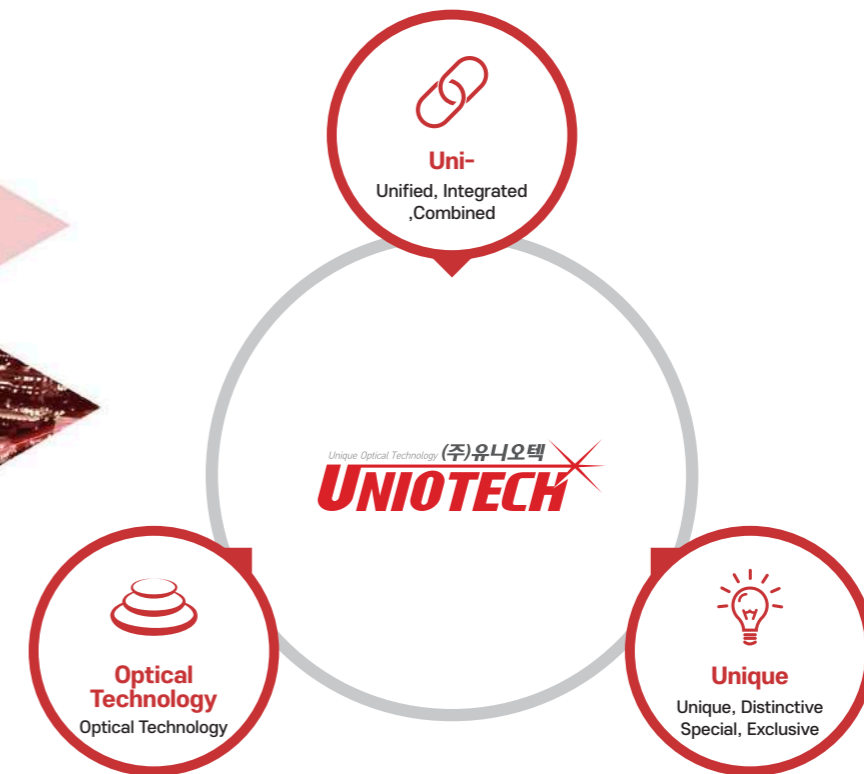 Uni-
Unified, Integrated
,Combined
Unique Optical Technology (주)유니오텍
UNIOTECH
Optical
Technology
Optical Technology
Unique
Unique, Distinctive
Special, Exclusive